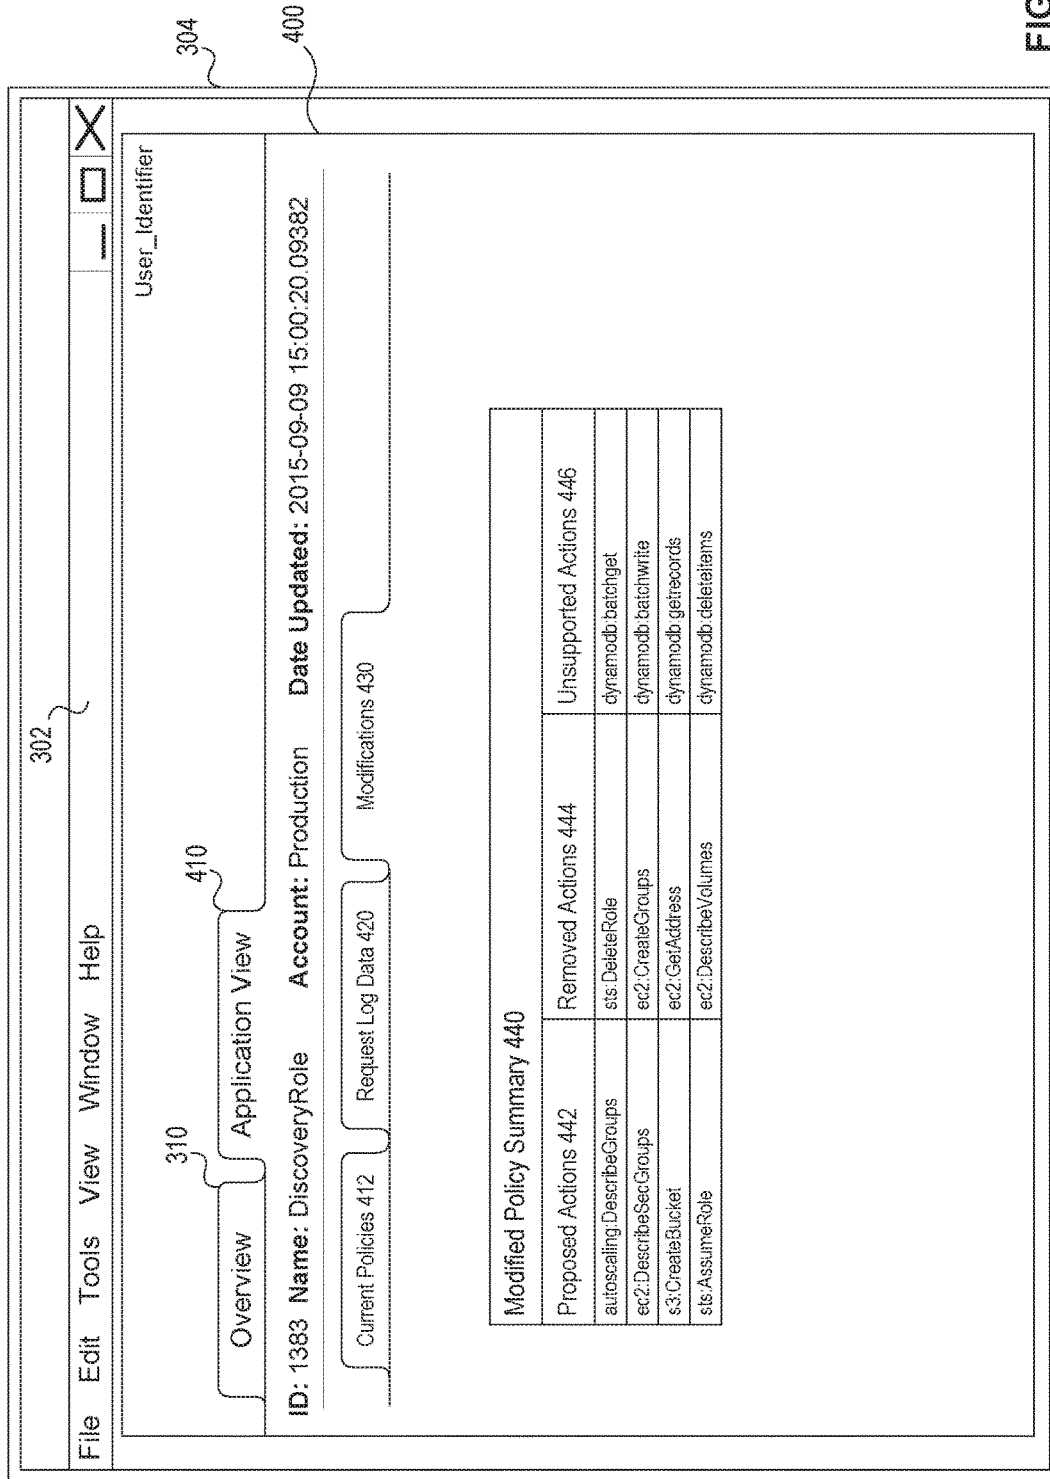 302
304
File Edit Tools View Window Help
User_Identifier
310
410
400
Overview
Application View
ID: 1383 Name: DiscoveryRole Account: Production Date Updated: 2015-09-09 15:00:20.09382
Current Policies 412
Request Log Data 420
Modifications 430
Modified Policy Summary 440
Proposed Actions 442 Removed Actions 444 Unsupported Actions 446
autoscaling:DescribeGroups sts:DeleteRole dynamodb:batchget
ec2:DescribeSecGroups ec2:CreateGroups dynamodb:batchwrite
s3:CreateBucket ec2:GetAddress dynamodb:getrecords
sts:AssumeRole ec2:DescribeVolumes dynamodb:deleteitems